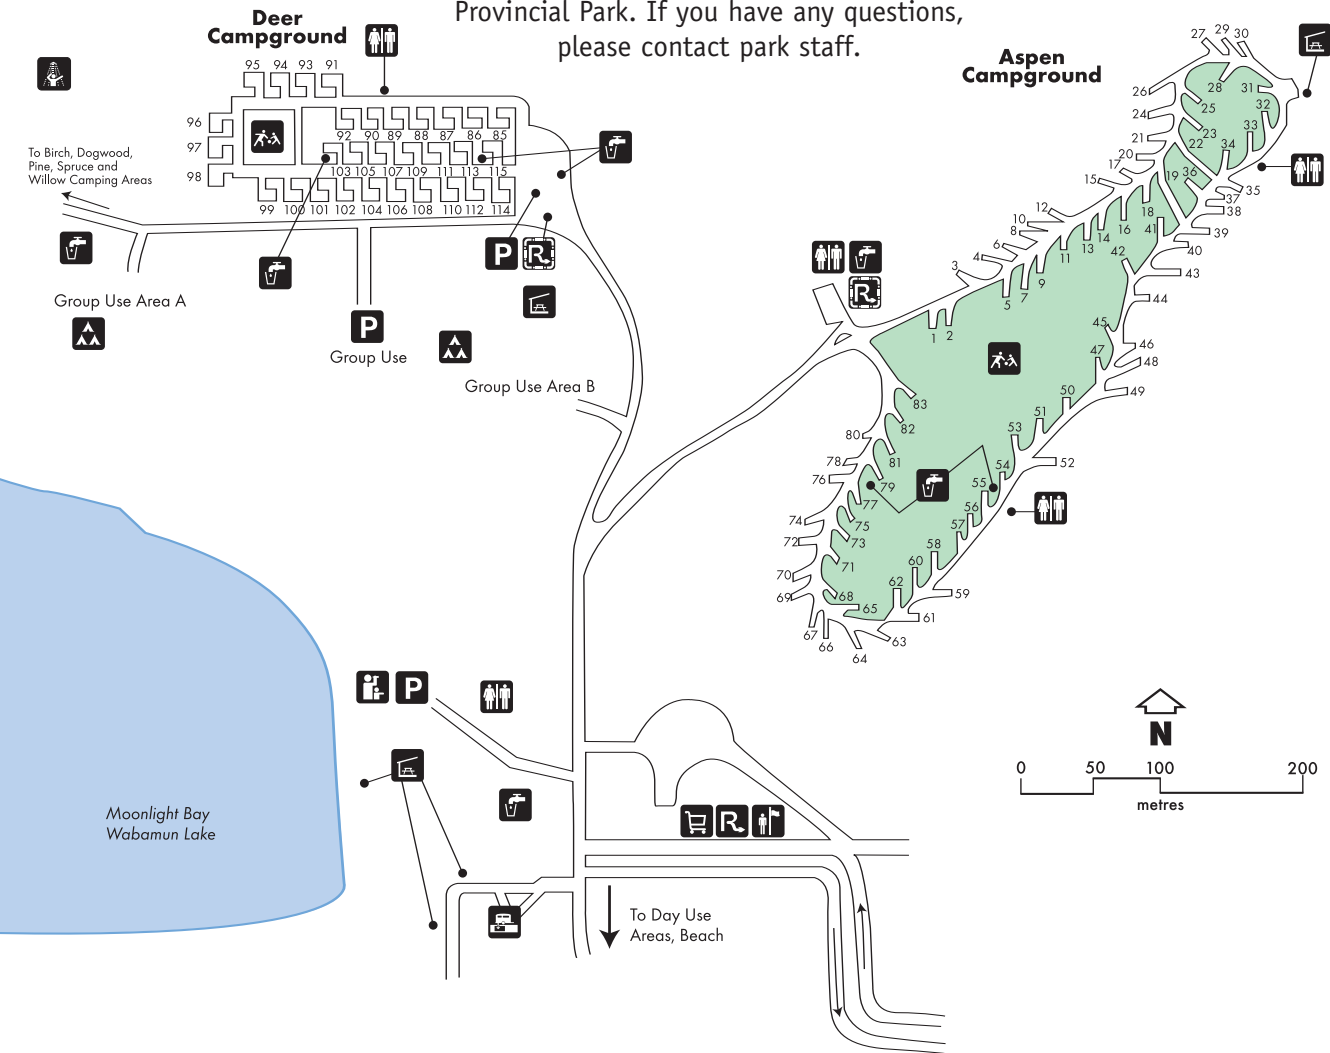 Provincial Park. If you have any questions,
please contact park staff.
Deer
Campground
Aspen
Campground
95 94 93 91
96
97
98
92 90 89 88 87 86 85
103 105 107 109 111 113 115
99 100 101 102 104 106 108 110 112 114
To Birch, Dogwood,
Pine, Spruce and
Willow Camping Areas
P
R
Group Use Area A
P
Group Use
Group Use Area B
R
27 29 30
26 28 31
24 25 32
21 23 33
20 22 34
17 19 36
15 35
37
18 38
12 16 41 39
10 14
8 13 40
6 11 42
4 43
3 9
5 7 44
1 2 45
46
47 48
49
50
83 51
82 53
80
81 52
78 54
76 79 55
77 56
74 75 57
72 73 58
71 60
70 62
69 68 59
65 61
67 63
66
64
P
N
0 50 100 200
metres
R
Moonlight Bay
Wabamun Lake
To Day Use
Areas, Beach